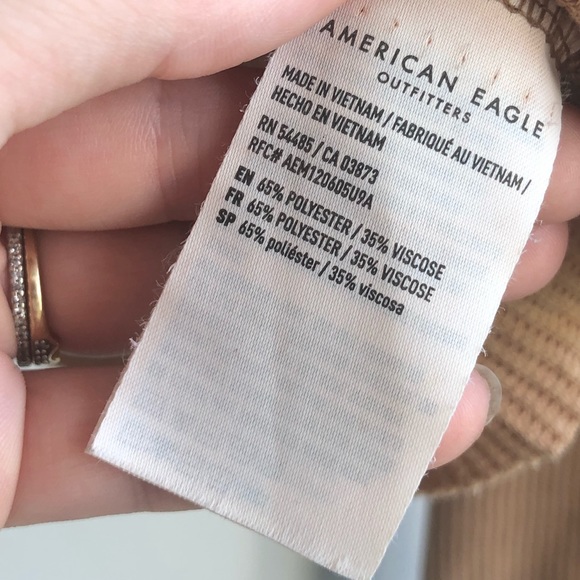 AMERICAN EAGLE
OUTFITTERS
MADE IN VIETNAM / FABRIQUÉ AU VIETNAM /
HECHO EN VIETNAM
RN 54485 / CA 03873
RFC# AEM120605U9A
EN 65% POLYESTER / 35% VISCOSE
FR 65% POLYESTER / 35% VISCOSE
SP 65% poliéster / 35% viscosa